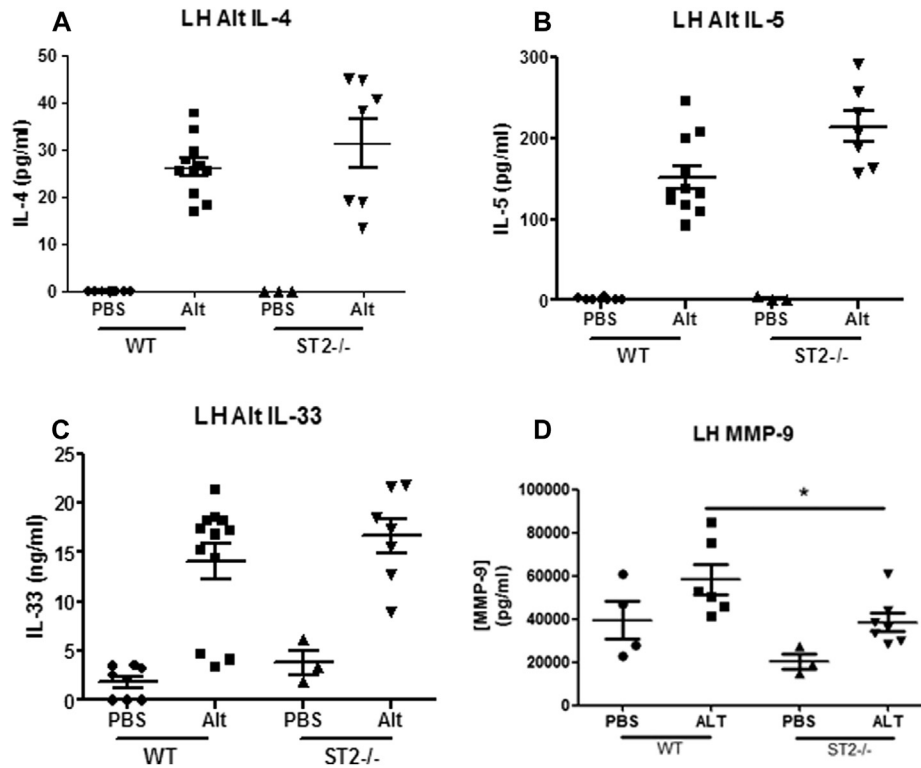 A
LH Alt IL-4
IL-4 (pg/ml)
50
40
30
20
10
0
PBS Alt PBS Alt
WT ST2-/-
B
LH Alt IL-5
IL-5 (pg/ml)
300
200
100
0
PBS Alt PBS Alt
WT ST2-/-
C
LH Alt IL-33
IL-33 (ng/ml)
25
20
15
10
5
0
PBS Alt PBS Alt
WT ST2-/-
D
LH MMP-9
[MMP-9]
(pg/ml)
100000
80000
60000
40000
20000
0
*
PBS ALT PBS ALT
WT ST2-/-